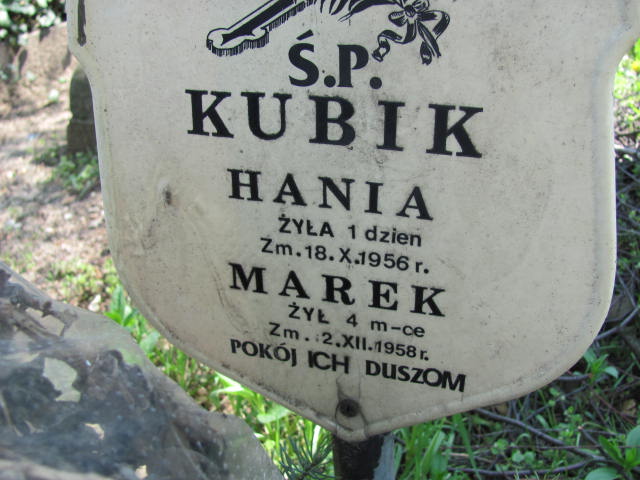 Ś.P.
KUBIK
HANIA
ŻYŁA 1 dzien
Zm. 18.X.1956 r.
MAREK
ŻYŁ 4 m-ce
Zm. 2.XII.1958 r.
POKÓJ ICH DUSZOM